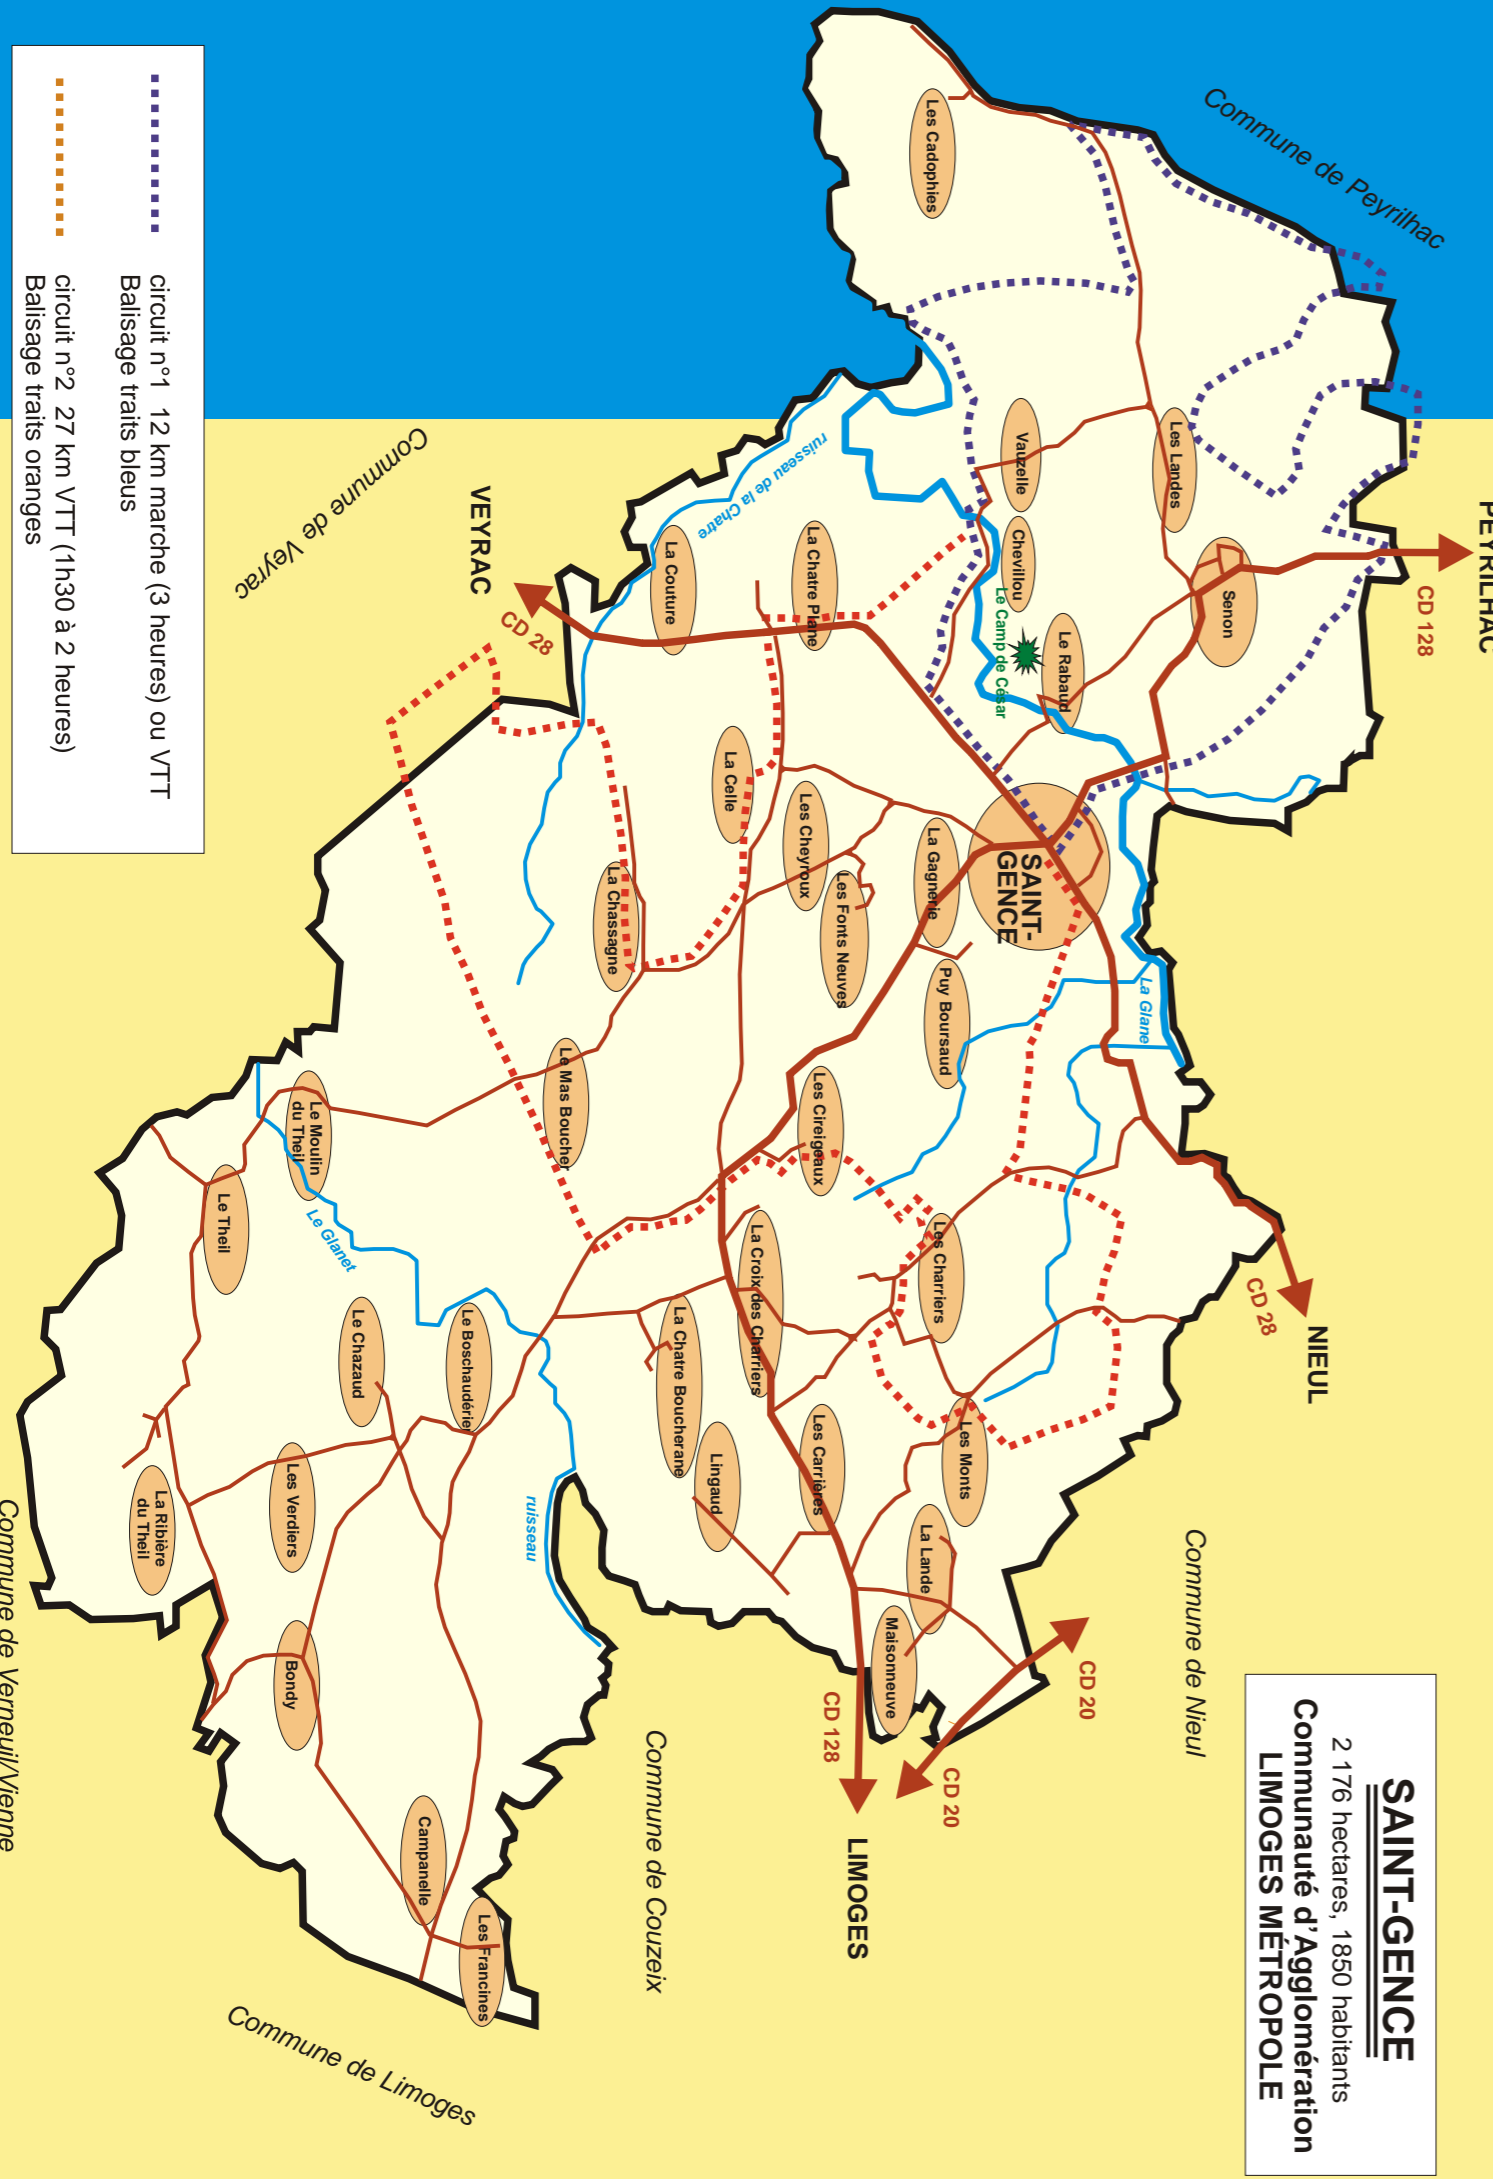 SAINT-GENCE
2 176 hectares, 1850 habitants
Communauté d'Agglomération
LIMOGES MÉTROPOLE
PEYRILHAC
CD 128
Commune de Peyrilhac
Les Cadophies
Les Landes
Senon
Vauzelle
Chevillou
Le Rabaud
Le Camp de César
SAINT-
GENCE
La Glane
NIEUL
CD 28
Commune de Nieul
La Gagnerie
Puy Boursaud
Les Fonts Neuves
Les Cheyroux
La Celle
La Chatre Plane
La Couture
ruisseau de la Chatre
VEYRAC
CD 28
Commune de Veyrac
La Chassagne
Le Mas Boucher
Les Cireigeaux
Les Charriers
La Croix des Charriers
Les Monts
La Lande
Maisonneuve
Les Carrières
Lingaud
La Chatre Boucherane
CD 20
CD 20
CD 128
LIMOGES
Commune de Couzeix
ruisseau
Le Glanet
Le Moulin
du Theil
Le Theil
Le Boschaudérier
Le Chazaud
Les Verdiers
La Ribière
du Theil
Bondy
Campanelle
Les Francines
Commune de Limoges
Commune de Verneuil/Vienne
circuit n°1 12 km marche (3 heures) ou VTT
Balisage traits bleus
circuit n°2 27 km VTT (1h30 à 2 heures)
Balisage traits oranges